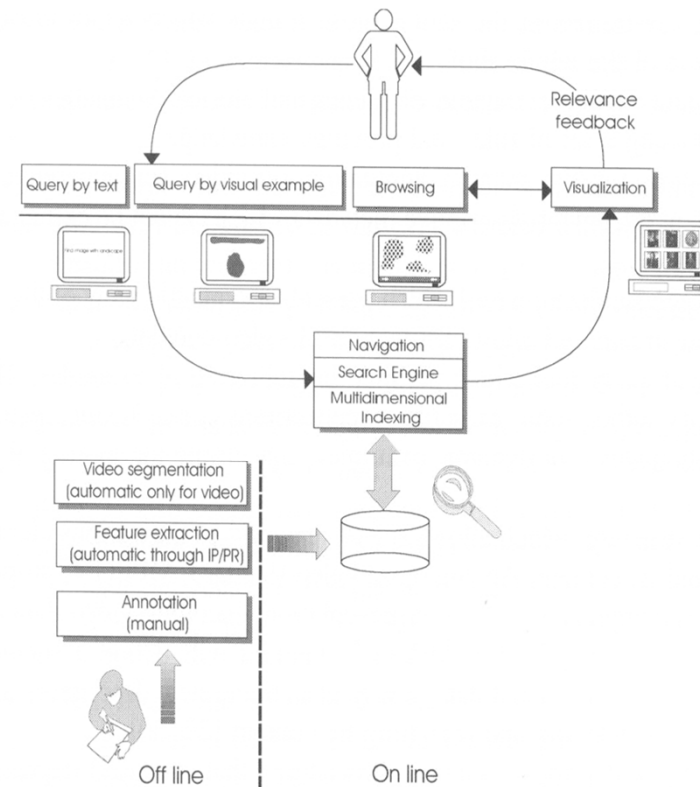 Relevance
feedback
Query by text
Query by visual example
Browsing
Visualization
Navigation
Search Engine
Multidimensional
Indexing
Video segmentation
(automatic only for video)
Feature extraction
(automatic through IP/PR)
Annotation
(manual)
Off line
On line